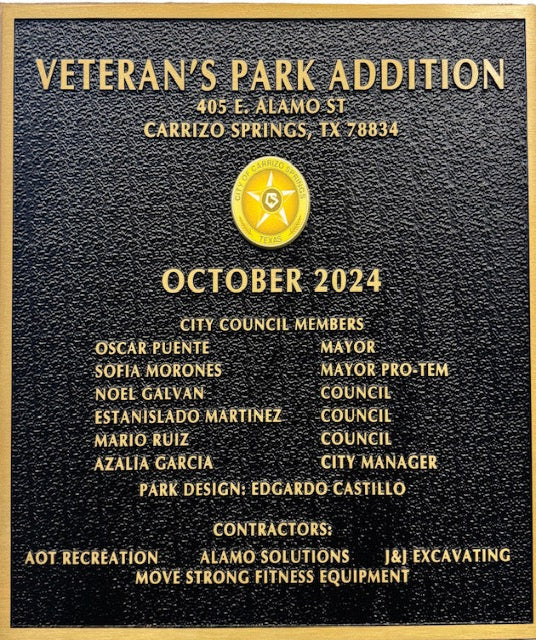 VETERAN'S PARK ADDITION
405 E. ALAMO ST
CARRIZO SPRINGS, TX 78834
CITY OF CARRIZO SPRINGS
CS
TEXAS
OCTOBER 2024
CITY COUNCIL MEMBERS
OSCAR PUENTE MAYOR
SOFIA MORONES MAYOR PRO-TEM
NOEL GALVAN COUNCIL
ESTANISLADO MARTINEZ COUNCIL
MARIO RUIZ COUNCIL
AZALIA GARCIA CITY MANAGER
PARK DESIGN: EDGARDO CASTILLO
CONTRACTORS:
AOT RECREATION ALAMO SOLUTIONS J&J EXCAVATING
MOVE STRONG FITNESS EQUIPMENT